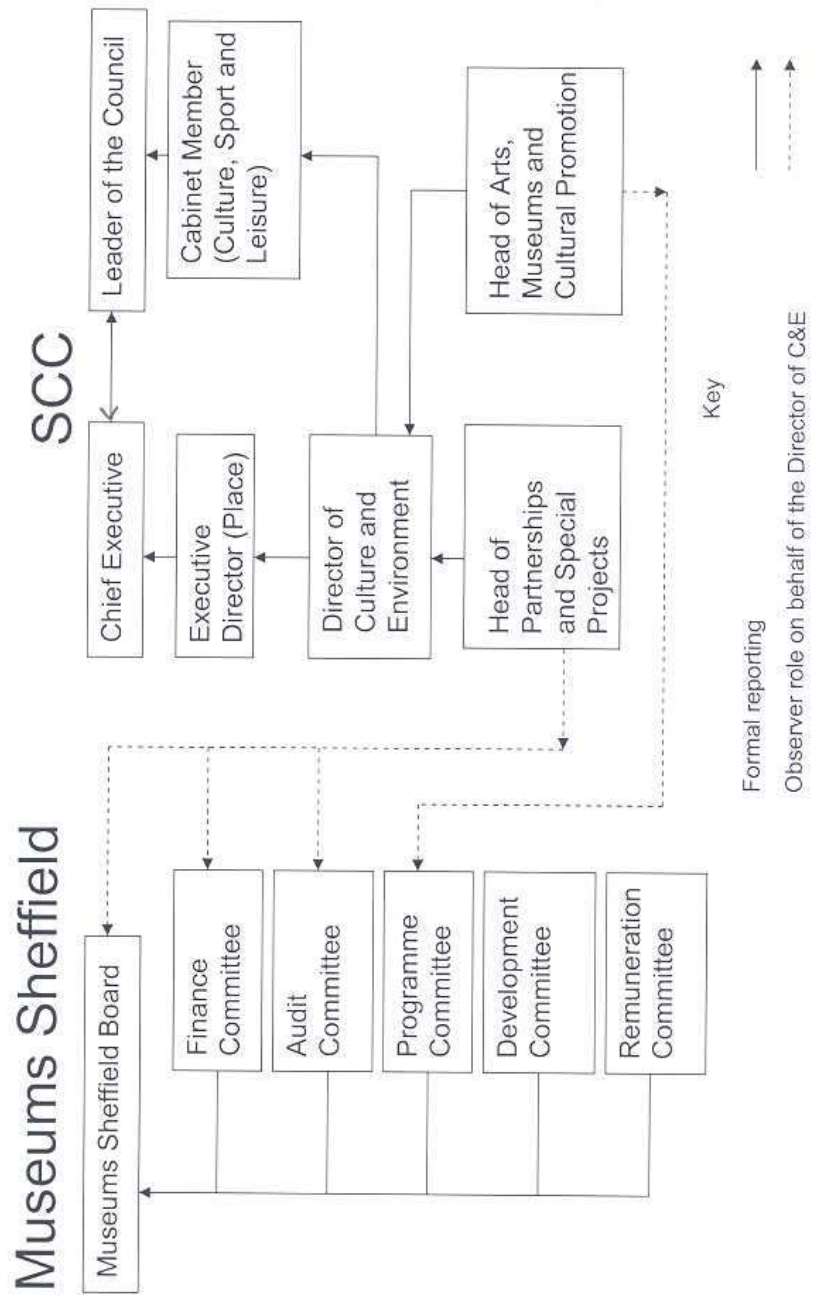 Museums Sheffield
Museums Sheffield Board
Finance
Committee
Audit
Committee
Programme
Committee
Development
Committee
Remuneration
Committee
SCC
Chief Executive
Leader of the Council
Executive
Director (Place)
Cabinet Member
(Culture, Sport and
Leisure)
Director of
Culture and
Environment
Head of
Partnerships
and Special
Projects
Head of Arts,
Museums and
Cultural Promotion
Key
Formal reporting
Observer role on behalf of the Director of C&E